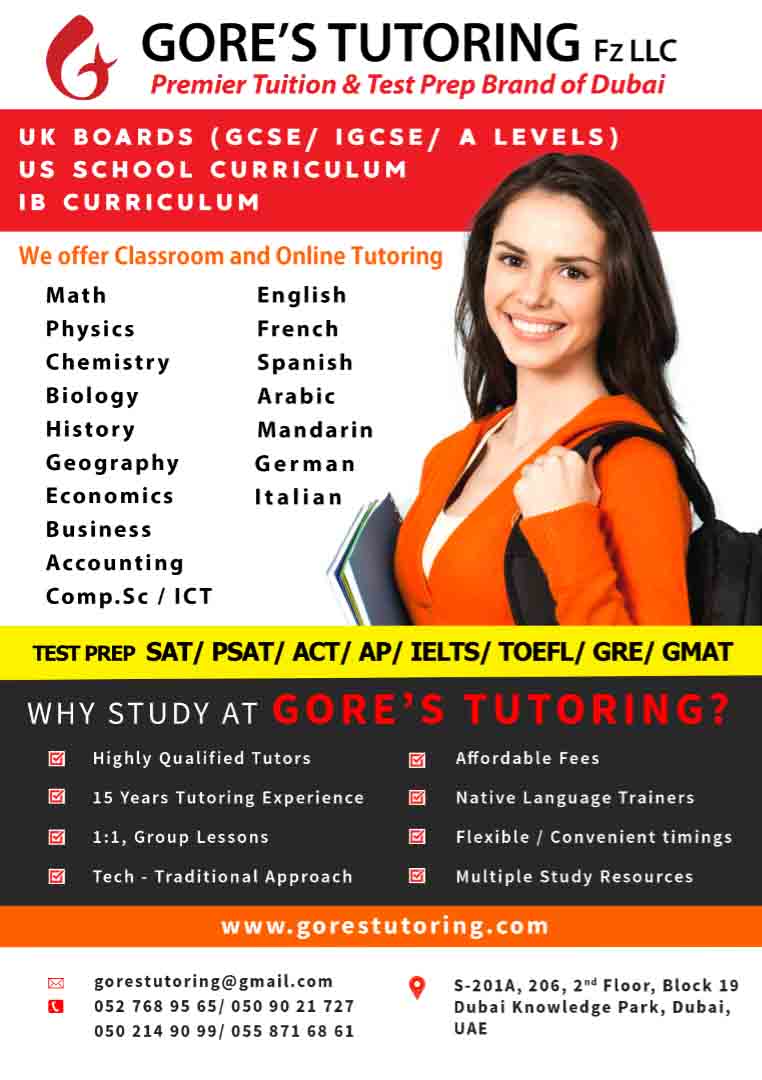 GORE'S TUTORING FZ LLC
Premier Tuition & Test Prep Brand of Dubai
UK BOARDS (GCSE/ IGCSE/ A LEVELS)
US SCHOOL CURRICULUM
IB CURRICULUM
We offer Classroom and Online Tutoring
Math
Physics
Chemistry
Biology
History
Geography
Economics
Business
Accounting
Comp.Sc / ICT
English
French
Spanish
Arabic
Mandarin
German
Italian
TEST PREP SAT/ PSAT/ ACT/ AP/ IELTS/ TOEFL/ GRE/ GMAT
WHY STUDY AT GORE'S TUTORING?
Highly Qualified Tutors
15 Years Tutoring Experience
1:1, Group Lessons
Tech - Traditional Approach
Affordable Fees
Native Language Trainers
Flexible / Convenient timings
Multiple Study Resources
www.gorestutoring.com
gorestutoring@gmail.com
052 768 95 65/ 050 90 21 727
050 214 90 99/ 055 871 68 61
S-201A, 206, 2nd Floor, Block 19
Dubai Knowledge Park, Dubai,
UAE